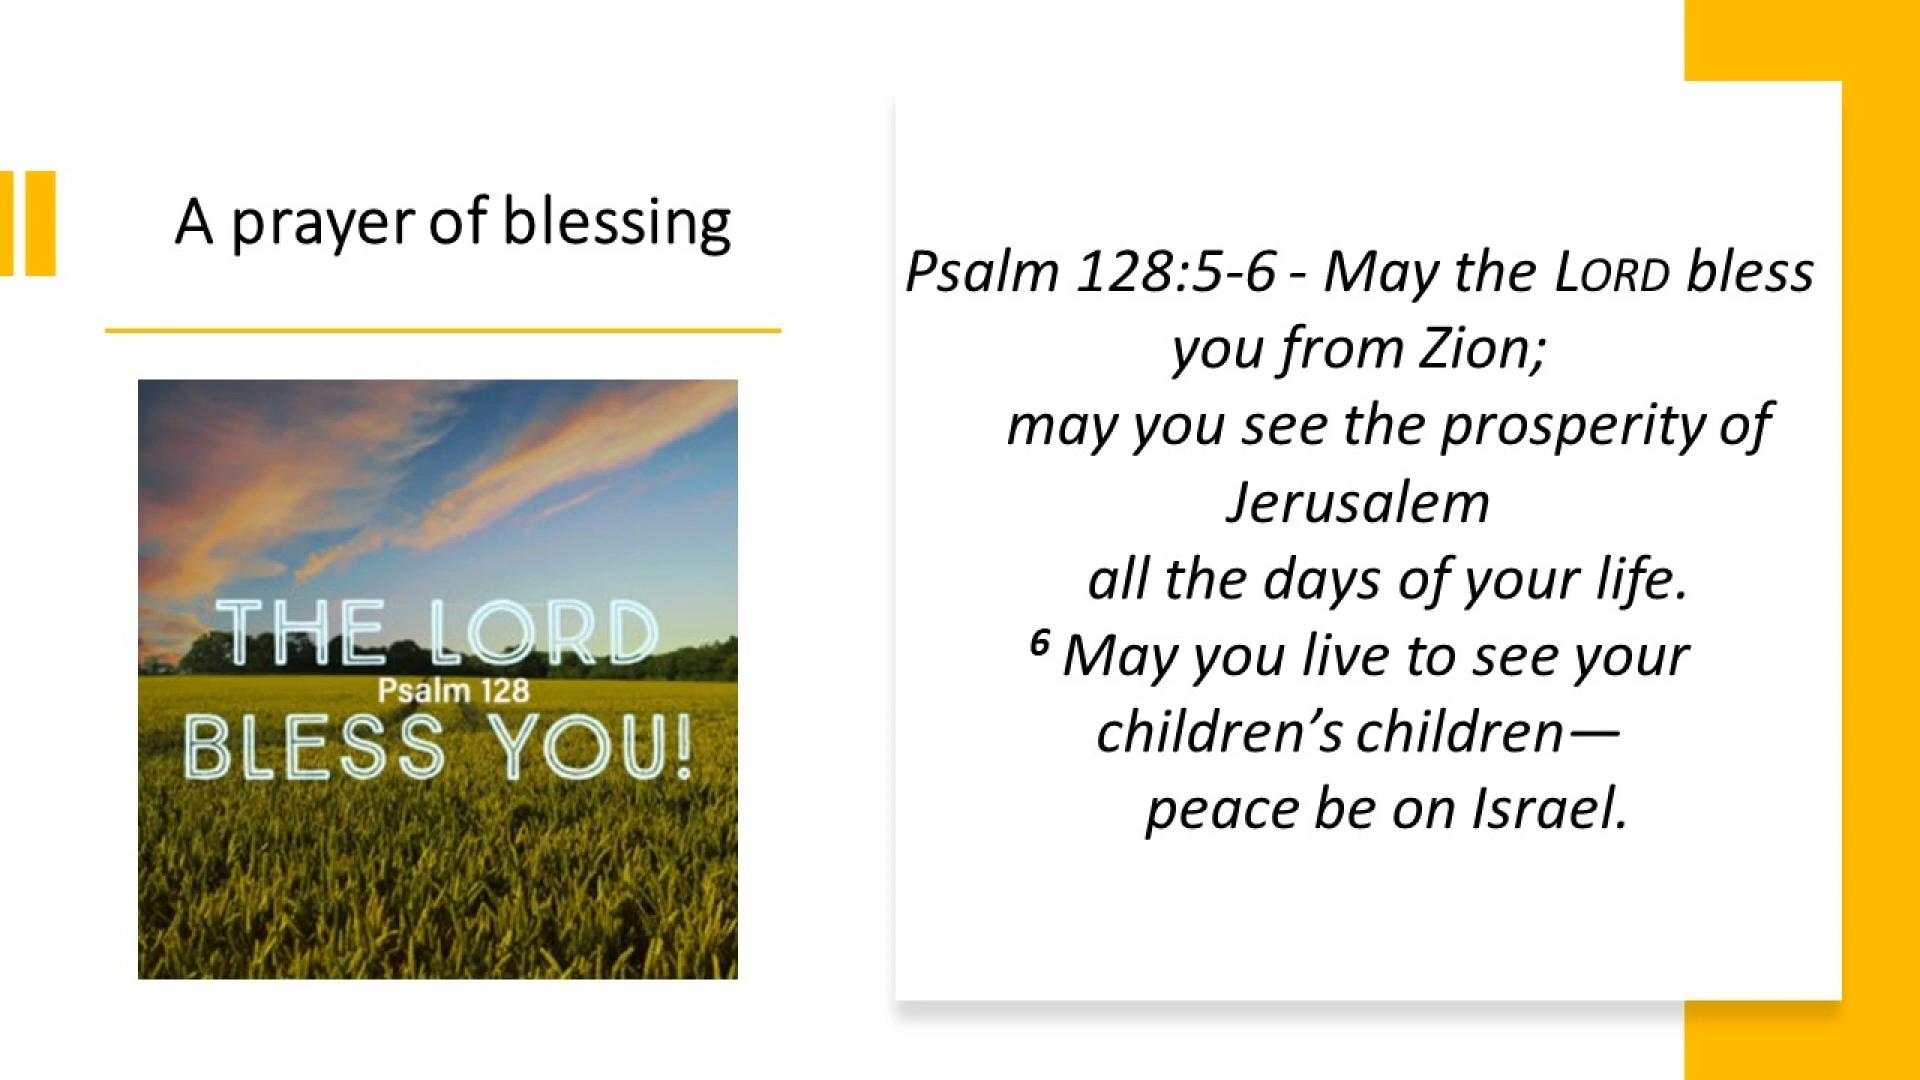 A prayer of blessing
THE LORD
Psalm 128
BLESS YOU!
Psalm 128:5-6 - May the LORD bless
you from Zion;
may you see the prosperity of
Jerusalem
all the days of your life.
6 May you live to see your
children’s children—
peace be on Israel.